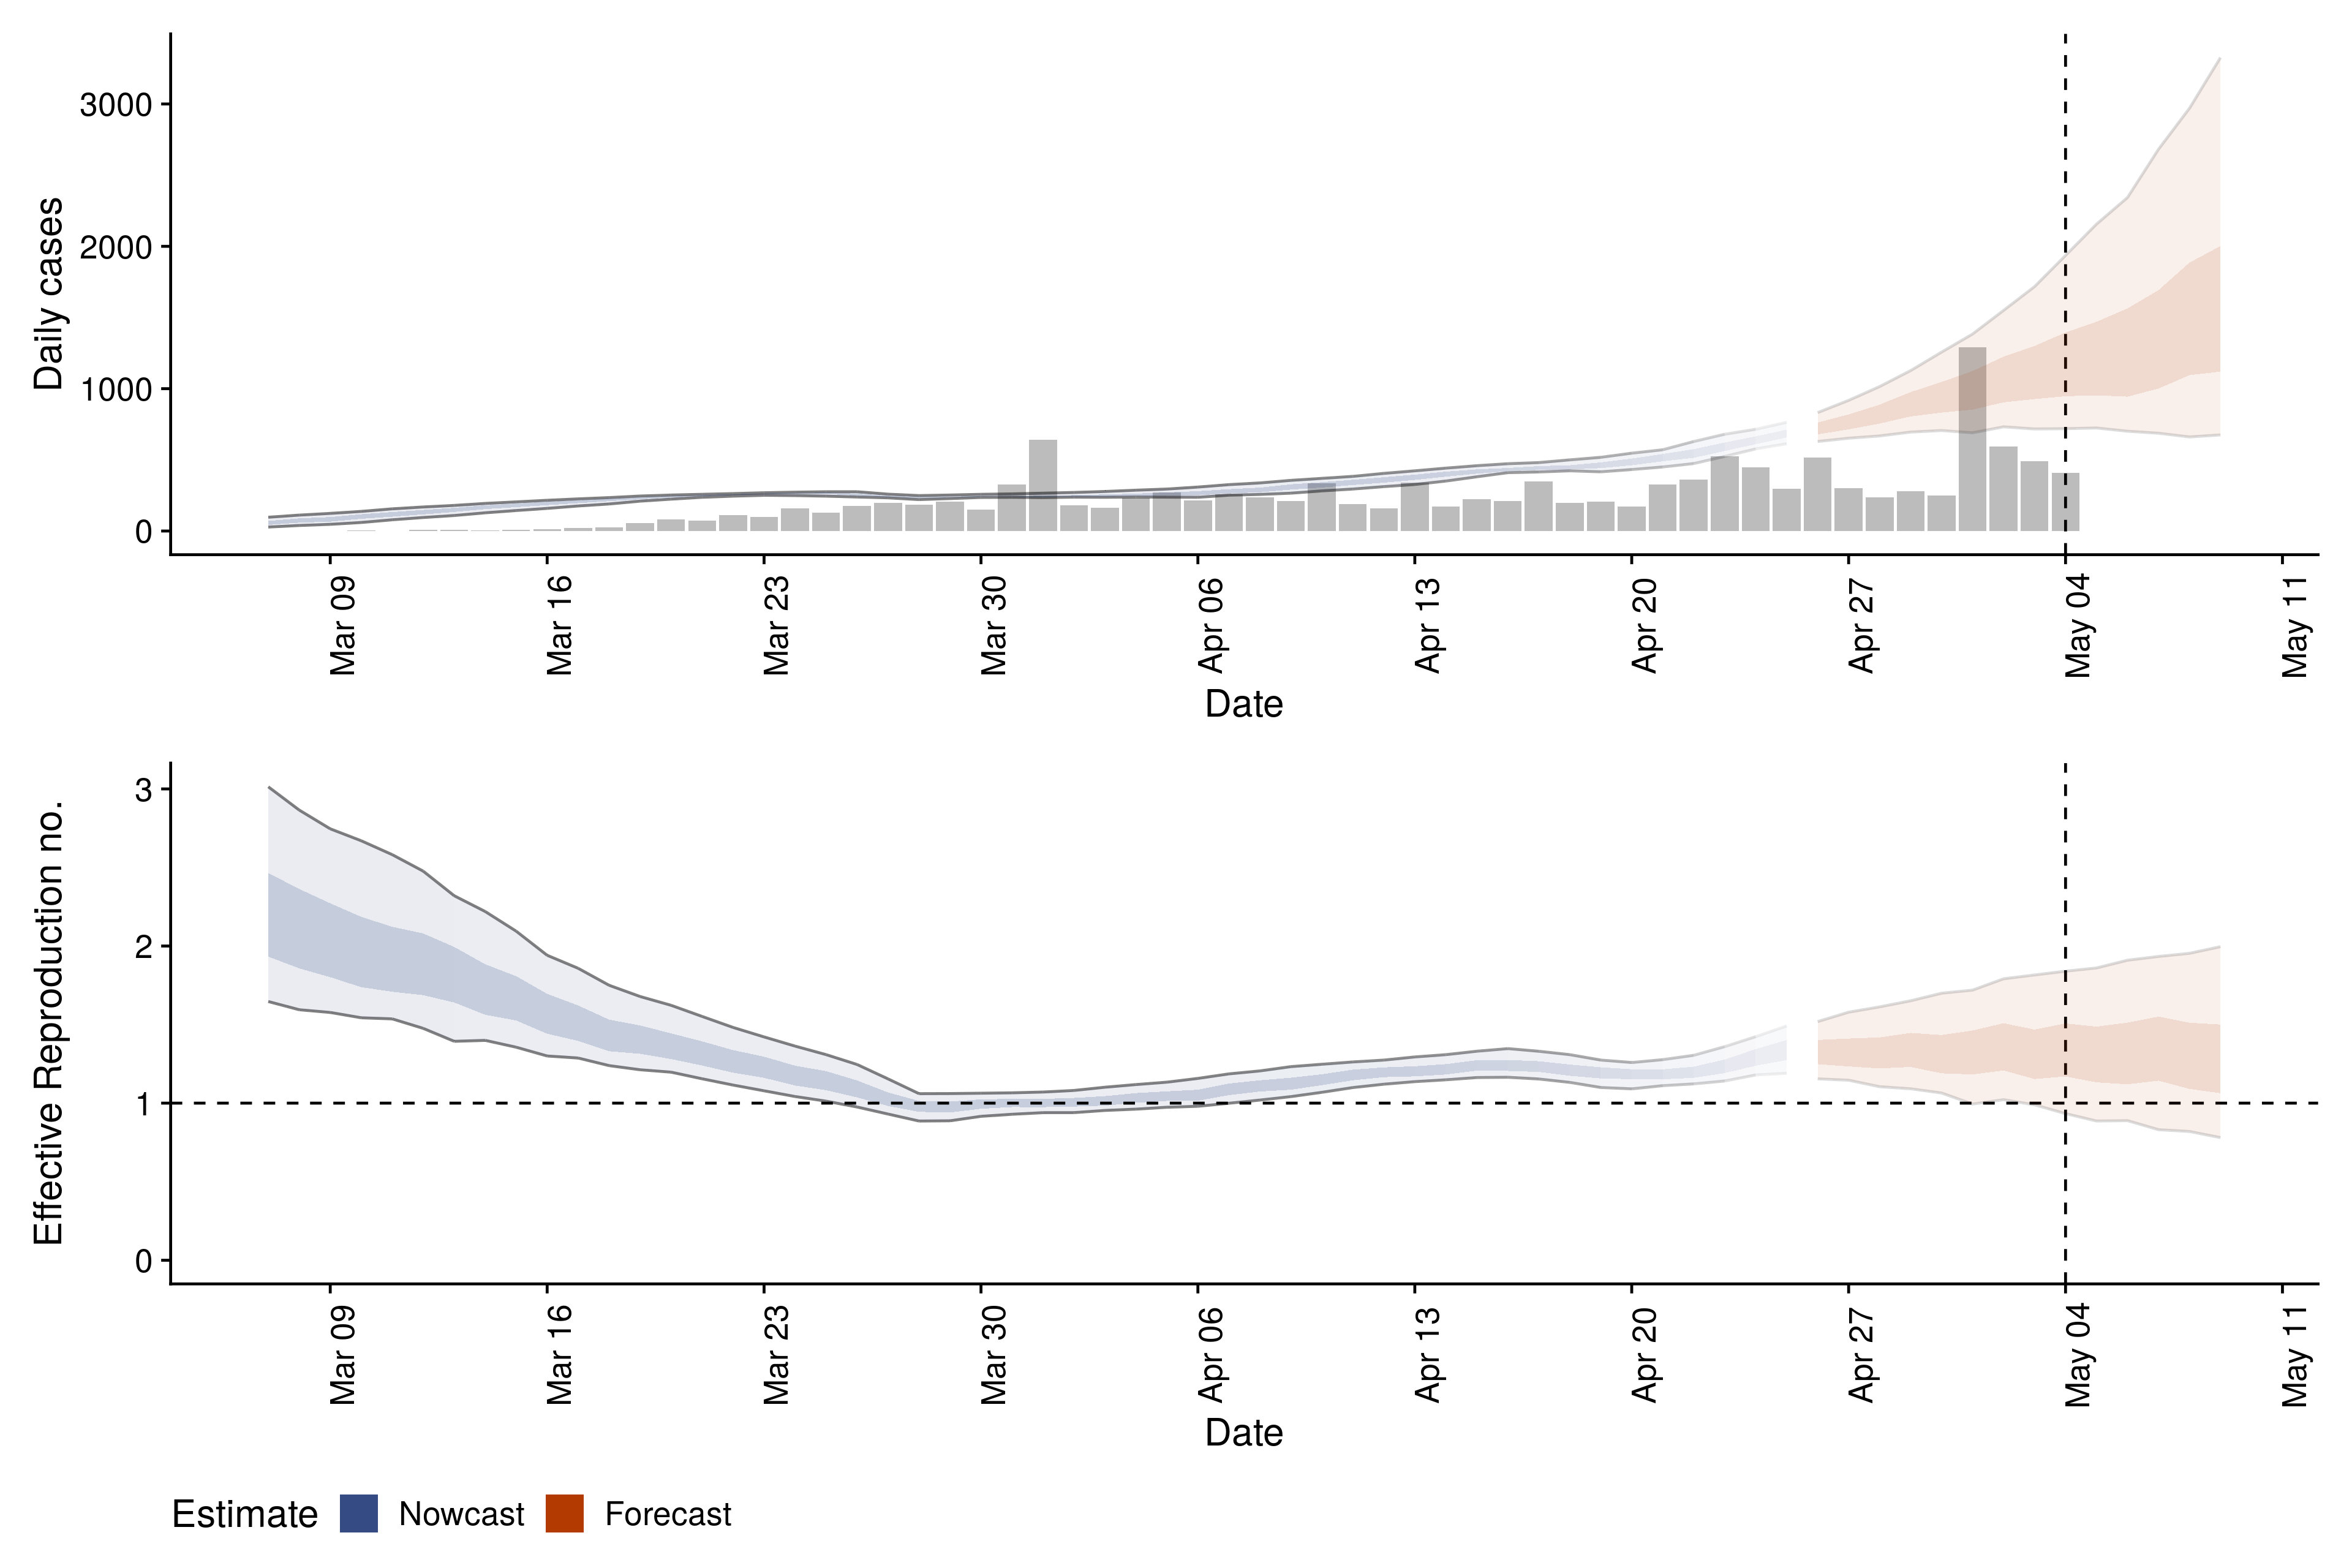 3000
2000
1000
0
Daily cases
Mar 09 Mar 16 Mar 23 Mar 30 Apr 06 Apr 13 Apr 20 Apr 27 May 04 May 11
Date
3
2
1
0
Effective Reproduction no.
Mar 09 Mar 16 Mar 23 Mar 30 Apr 06 Apr 13 Apr 20 Apr 27 May 04 May 11
Date
Estimate Nowcast Forecast